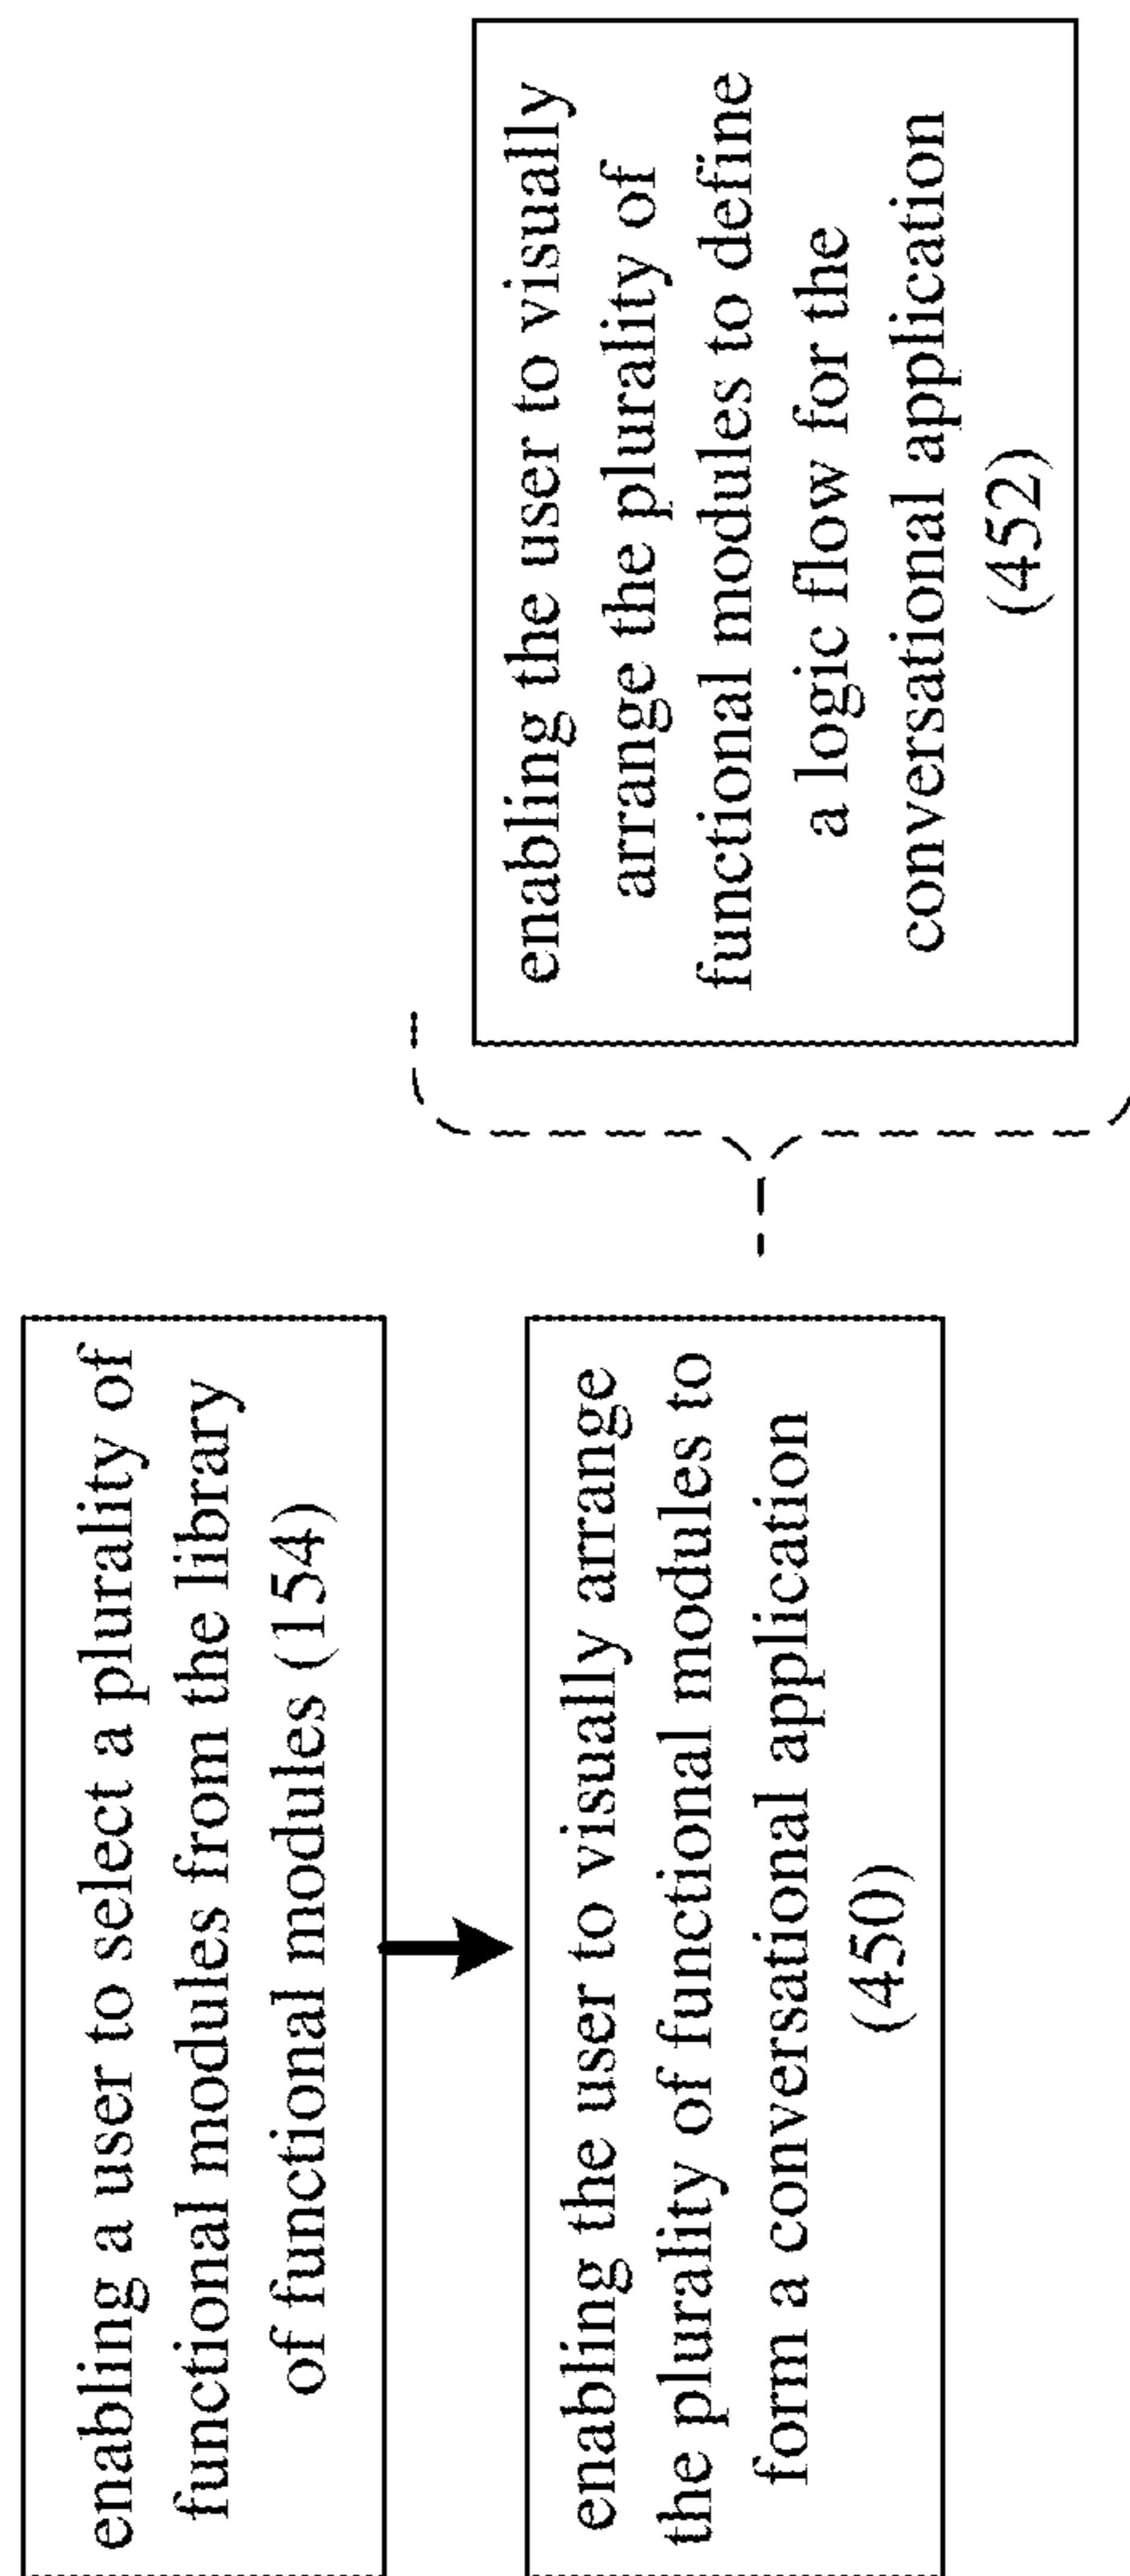 enabling a user to select a plurality of
functional modules from the library
of functional modules (154)
enabling the user to visually arrange
the plurality of functional modules to
form a conversational application
(450)
enabling the user to visually
arrange the plurality of
functional modules to define
a logic flow for the
conversational application
(452)